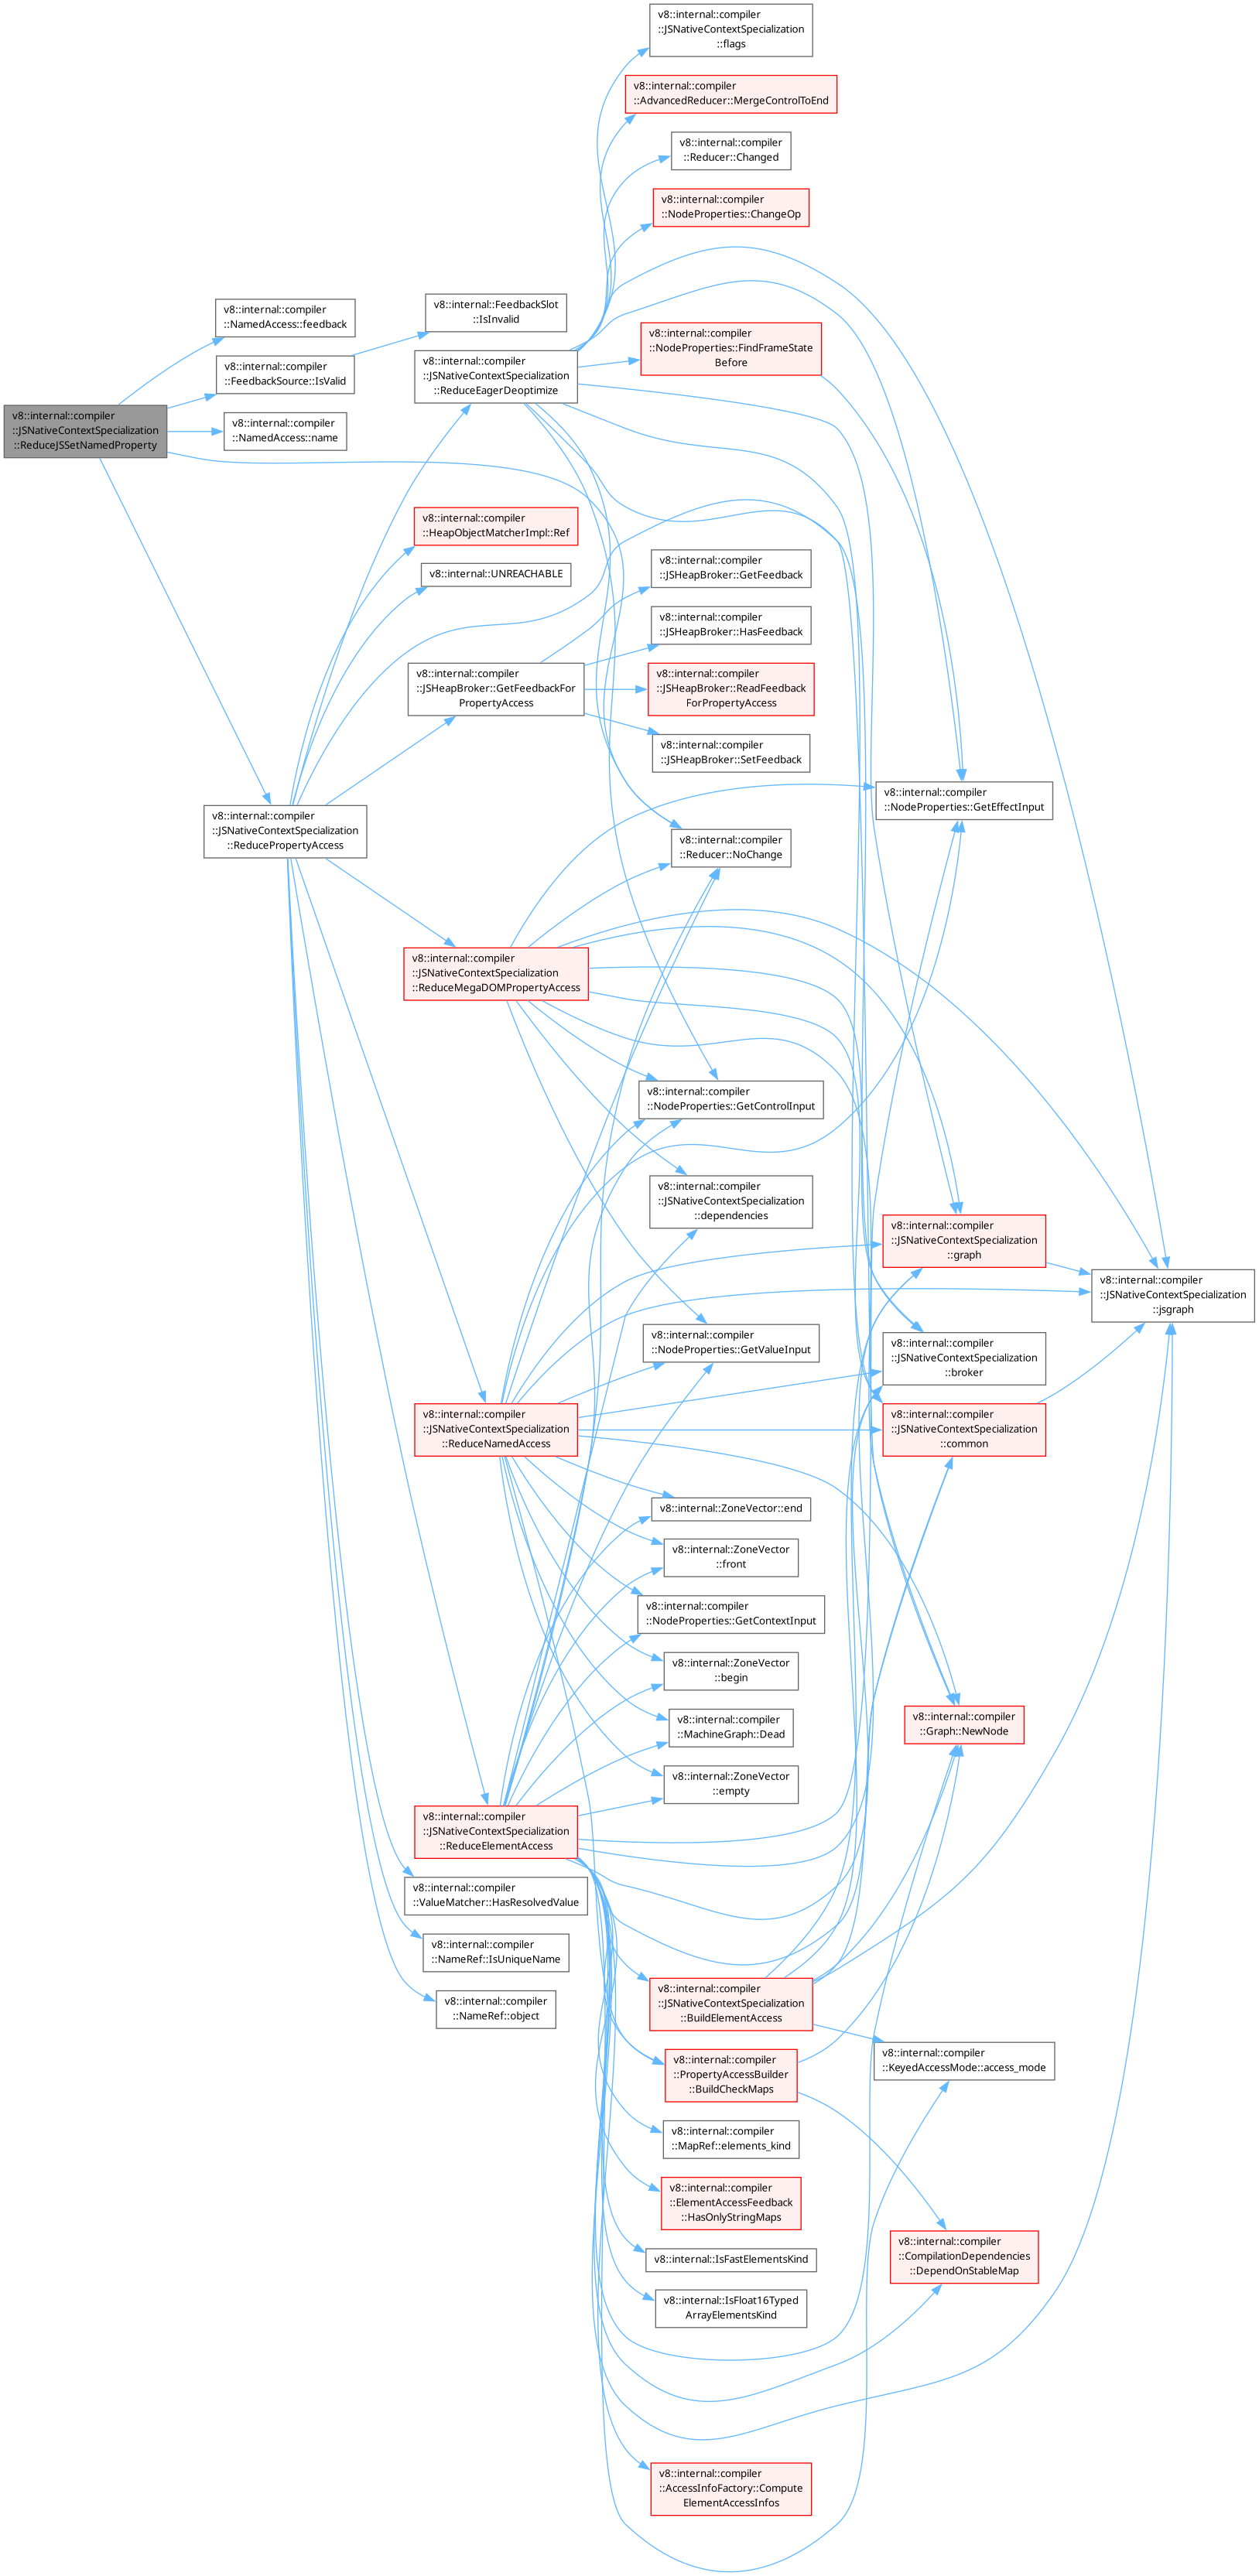 v8::internal::compiler
::JSNativeContextSpecialization
::flags
v8::internal::compiler
::AdvancedReducer::MergeControlToEnd
v8::internal::compiler
::Reducer::Changed
v8::internal::compiler
::NodeProperties::ChangeOp
v8::internal::compiler
::NamedAccess::feedback
v8::internal::FeedbackSlot
::IsInvalid
v8::internal::compiler
::FeedbackSource::IsValid
v8::internal::compiler
::JSNativeContextSpecialization
::ReduceEagerDeoptimize
v8::internal::compiler
::NodeProperties::FindFrameState
Before
v8::internal::compiler
::JSNativeContextSpecialization
::ReduceJSSetNamedProperty
v8::internal::compiler
::NamedAccess::name
v8::internal::compiler
::HeapObjectMatcherImpl::Ref
v8::internal::UNREACHABLE
v8::internal::compiler
::JSHeapBroker::GetFeedback
v8::internal::compiler
::JSHeapBroker::HasFeedback
v8::internal::compiler
::JSHeapBroker::GetFeedbackFor
PropertyAccess
v8::internal::compiler
::JSHeapBroker::ReadFeedback
ForPropertyAccess
v8::internal::compiler
::JSHeapBroker::SetFeedback
v8::internal::compiler
::NodeProperties::GetEffectInput
v8::internal::compiler
::JSNativeContextSpecialization
::ReducePropertyAccess
v8::internal::compiler
::Reducer::NoChange
v8::internal::compiler
::JSNativeContextSpecialization
::ReduceMegaDOMPropertyAccess
v8::internal::compiler
::NodeProperties::GetControlInput
v8::internal::compiler
::JSNativeContextSpecialization
::dependencies
v8::internal::compiler
::JSNativeContextSpecialization
::graph
v8::internal::compiler
::JSNativeContextSpecialization
::jsgraph
v8::internal::compiler
::NodeProperties::GetValueInput
v8::internal::compiler
::JSNativeContextSpecialization
::broker
v8::internal::compiler
::JSNativeContextSpecialization
::ReduceNamedAccess
v8::internal::compiler
::JSNativeContextSpecialization
::common
v8::internal::ZoneVector::end
v8::internal::ZoneVector
::front
v8::internal::compiler
::NodeProperties::GetContextInput
v8::internal::ZoneVector
::begin
v8::internal::compiler
::MachineGraph::Dead
v8::internal::compiler
::Graph::NewNode
v8::internal::ZoneVector
::empty
v8::internal::compiler
::JSNativeContextSpecialization
::ReduceElementAccess
v8::internal::compiler
::ValueMatcher::HasResolvedValue
v8::internal::compiler
::NameRef::IsUniqueName
v8::internal::compiler
::NameRef::object
v8::internal::compiler
::JSNativeContextSpecialization
::BuildElementAccess
v8::internal::compiler
::KeyedAccessMode::access_mode
v8::internal::compiler
::PropertyAccessBuilder
::BuildCheckMaps
v8::internal::compiler
::MapRef::elements_kind
v8::internal::compiler
::ElementAccessFeedback
::HasOnlyStringMaps
v8::internal::compiler
::CompilationDependencies
::DependOnStableMap
v8::internal::IsFastElementsKind
v8::internal::IsFloat16Typed
ArrayElementsKind
v8::internal::compiler
::AccessInfoFactory::Compute
ElementAccessInfos